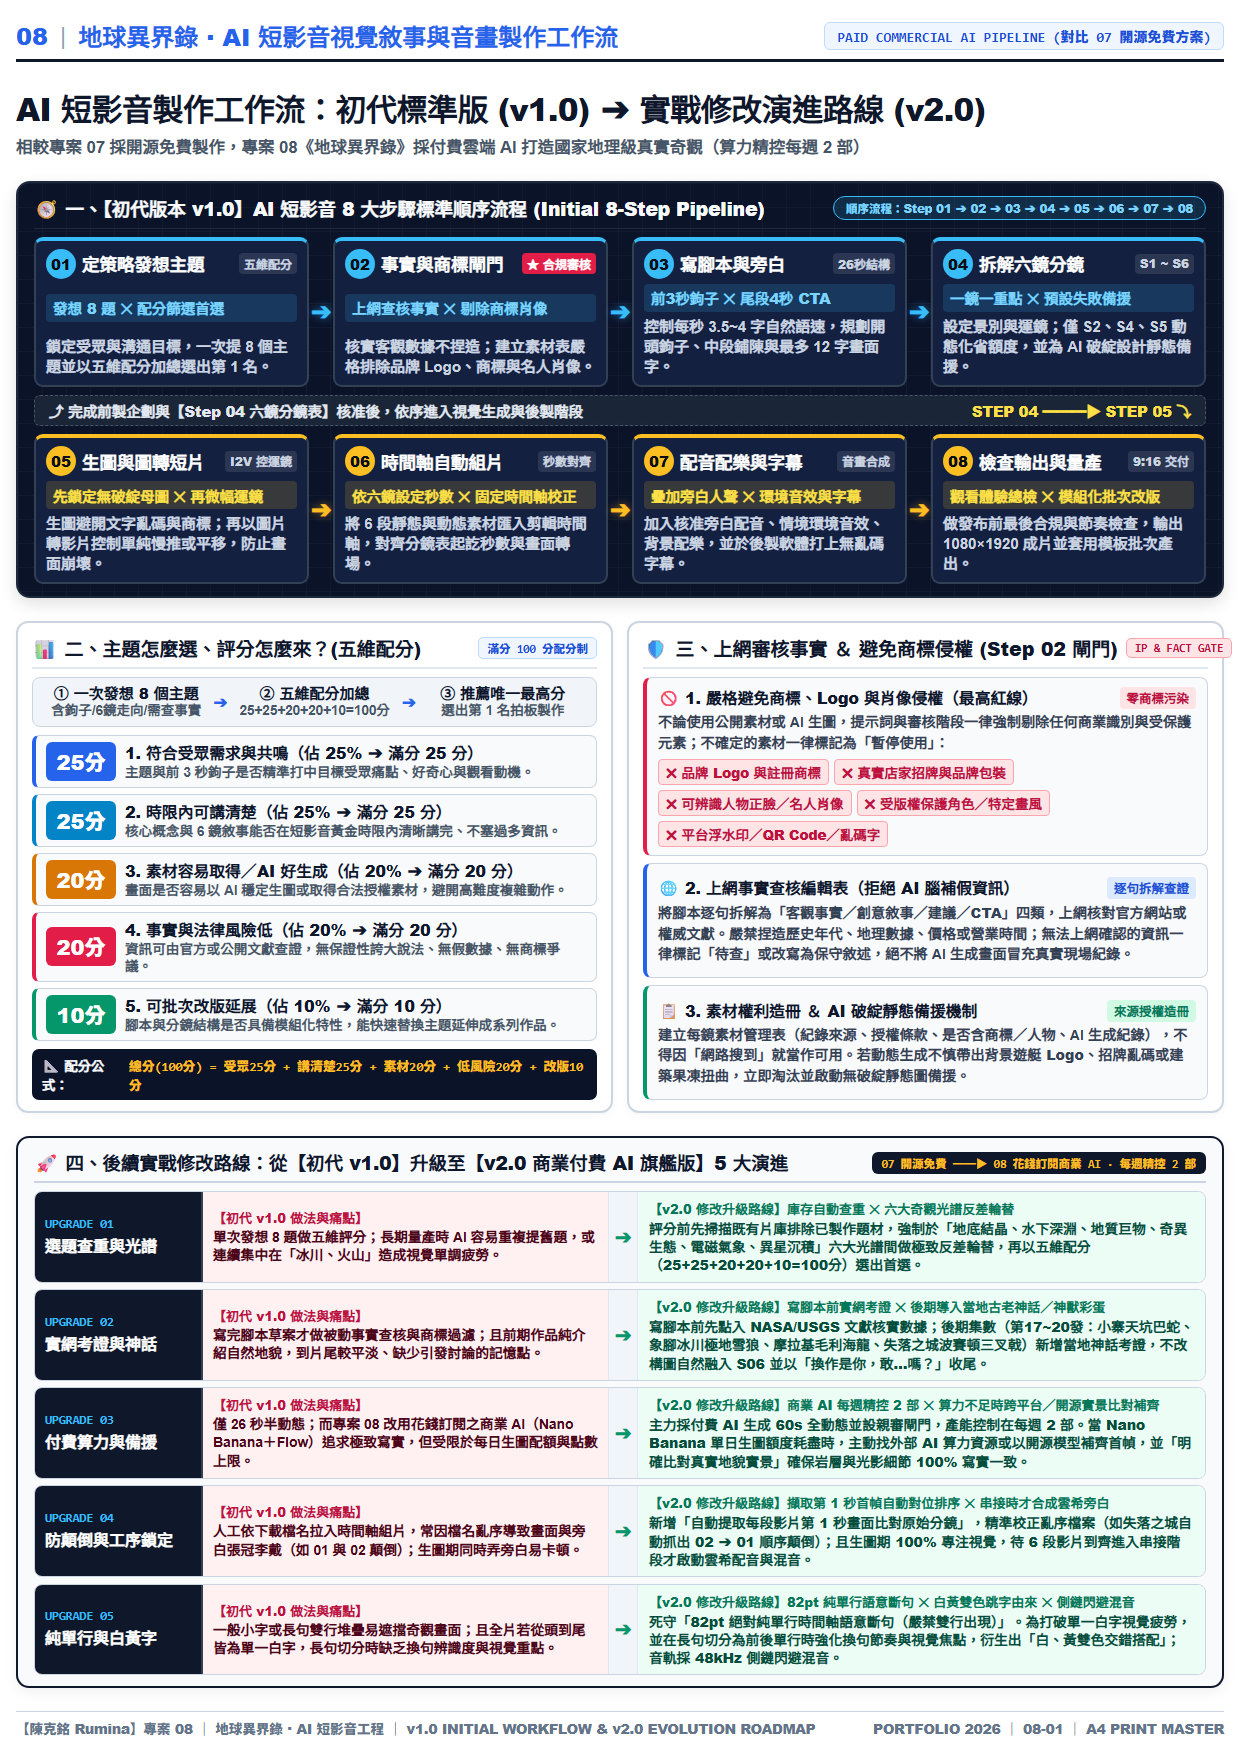 08 | 地球異界錄 · AI 短影音視覺敘事與音畫製作工作流
PAID COMMERCIAL AI PIPELINE (對比 07 開源免費方案)
AI 短影音製作工作流：初代標準版 (v1.0) ➔ 實戰修改演進路線 (v2.0)
相較專案 07 採開源免費製作，專案 08《地球異界錄》採付費雲端 AI 打造國家地理級真實奇觀（算力精控每週 2 部）
🧭 一、【初代版本 v1.0】AI 短影音 8 大步驟標準順序流程 (Initial 8-Step Pipeline)
順序流程：Step 01 ➔ 02 ➔ 03 ➔ 04 ➔ 05 ➔ 06 ➔ 07 ➔ 08
01 定策略發想主題 五維配分
發想 8 題 ✕ 配分篩選首選
鎖定受眾與溝通目標，一次提 8 個主
題並以五維配分加總選出第 1 名。
➔
02 事實與商標閘門 ★ 合規審核
上網查核事實 ✕ 剔除商標肖像
核實客觀數據不捏造；建立素材表嚴
格排除品牌 Logo、商標與名人肖像。
➔
03 寫腳本與旁白 26秒結構
前3秒鉤子 ✕ 尾段4秒 CTA
控制每秒 3.5~4 字自然語速，規劃開
頭鉤子、中段鋪陳與最多 12 字畫面
字。
➔
04 拆解六鏡分鏡 S1 ~ S6
一鏡一重點 ✕ 預設失敗備援
設定景別與運鏡；僅 S2、S4、S5 動
態化省額度，並為 AI 破綻設計靜態備
援。
⤴ 完成前製企劃與【Step 04 六鏡分鏡表】核准後，依序進入視覺生成與後製階段
STEP 04 ━━━━▶ STEP 05 ⤵
05 生圖與圖轉短片 I2V 控運鏡
先鎖定無破綻母圖 ✕ 再微幅運鏡
生圖避開文字亂碼與商標；再以圖片
轉影片控制單純慢推或平移，防止畫
面崩壞。
➔
06 時間軸自動組片 秒數對齊
依六鏡設定秒數 ✕ 固定時間軸校正
將 6 段靜態與動態素材匯入剪輯時間
軸，對齊分鏡表起訖秒數與畫面轉
場。
➔
07 配音配樂與字幕 音畫合成
疊加旁白人聲 ✕ 環境音效與字幕
加入核准旁白配音、情境環境音效、
背景配樂，並於後製軟體打上無亂碼
字幕。
➔
08 檢查輸出與量產 9:16 交付
觀看體驗總檢 ✕ 模組化批次改版
做發布前最後合規與節奏檢查，輸出
1080×1920 成片並套用模板批次產
出。
📊 二、主題怎麼選、評分怎麼來？(五維配分)
滿分 100 分配分制
① 一次發想 8 個主題
含鉤子/6鏡走向/需查事實
➔
② 五維配分加總
25+25+20+20+10=100分
➔
③ 推薦唯一最高分
選出第 1 名拍板製作
25分
1. 符合受眾需求與共鳴（佔 25% ➔ 滿分 25 分）
主題與前 3 秒鉤子是否精準打中目標受眾痛點、好奇心與觀看動機。
25分
2. 時限內可講清楚（佔 25% ➔ 滿分 25 分）
核心概念與 6 鏡敘事能否在短影音黃金時限內清晰講完、不塞過多資訊。
20分
3. 素材容易取得／AI 好生成（佔 20% ➔ 滿分 20 分）
畫面是否容易以 AI 穩定生圖或取得合法授權素材，避開高難度複雜動作。
20分
4. 事實與法律風險低（佔 20% ➔ 滿分 20 分）
資訊可由官方或公開文獻查證，無保證性誇大說法、無假數據、無商標爭
議。
10分
5. 可批次改版延展（佔 10% ➔ 滿分 10 分）
腳本與分鏡結構是否具備模組化特性，能快速替換主題延伸成系列作品。
📐 配分公
式：
總分(100分) = 受眾25分 + 講清楚25分 + 素材20分 + 低風險20分 + 改版10
分
🛡️ 三、上網審核事實 ＆ 避免商標侵權 (Step 02 閘門)
IP & FACT GATE
🚫 1. 嚴格避免商標、Logo 與肖像侵權（最高紅線）
零商標污染
不論使用公開素材或 AI 生圖，提示詞與審核階段一律強制剔除任何商業識別與受保護
元素；不確定的素材一律標記為「暫停使用」：
✕ 品牌 Logo 與註冊商標 ✕ 真實店家招牌與品牌包裝
✕ 可辨識人物正臉／名人肖像 ✕ 受版權保護角色／特定畫風
✕ 平台浮水印／QR Code／亂碼字
🌐 2. 上網事實查核編輯表（拒絕 AI 腦補假資訊）
逐句拆解查證
將腳本逐句拆解為「客觀事實／創意敘事／建議／CTA」四類，上網核對官方網站或
權威文獻。嚴禁捏造歷史年代、地理數據、價格或營業時間；無法上網確認的資訊一
律標記「待查」或改寫為保守敘述，絕不將 AI 生成畫面冒充真實現場紀錄。
📋 3. 素材權利造冊 ＆ AI 破綻靜態備援機制
來源授權造冊
建立每鏡素材管理表（紀錄來源、授權條款、是否含商標／人物、AI 生成紀錄），不
得因「網路搜到」就當作可用。若動態生成不慎帶出背景遊艇 Logo、招牌亂碼或建
築果凍扭曲，立即淘汰並啟動無破綻靜態圖備援。
🚀 四、後續實戰修改路線：從【初代 v1.0】升級至【v2.0 商業付費 AI 旗艦版】5 大演進
07 開源免費 ━━━▶ 08 花錢訂閱商業 AI · 每週精控 2 部
UPGRADE 01
選題查重與光譜
【初代 v1.0 做法與痛點】
單次發想 8 題做五維評分；長期量產時 AI 容易重複提舊題，或
連續集中在「冰川、火山」造成視覺單調疲勞。
➔
【v2.0 修改升級路線】庫存自動查重 ✕ 六大奇觀光譜反差輪替
評分前先掃描既有片庫排除已製作題材，強制於「地底結晶、水下深淵、地質巨物、奇異
生態、電磁氣象、異星沉積」六大光譜間做極致反差輪替，再以五維配分
（25+25+20+20+10=100分）選出首選。
UPGRADE 02
實網考證與神話
【初代 v1.0 做法與痛點】
寫完腳本草案才做被動事實查核與商標過濾；且前期作品純介
紹自然地貌，到片尾較平淡、缺少引發討論的記憶點。
➔
【v2.0 修改升級路線】寫腳本前實網考證 ✕ 後期導入當地古老神話／神獸彩蛋
寫腳本前先點入 NASA/USGS 文獻核實數據；後期集數（第17~20發：小寨天坑巴蛇、
象腳冰川極地雪狼、摩拉基毛利海龍、失落之城波賽頓三叉戟）新增當地神話考證，不改
構圖自然融入 S06 並以「換作是你，敢...嗎？」收尾。
UPGRADE 03
付費算力與備援
【初代 v1.0 做法與痛點】
僅 26 秒半動態；而專案 08 改用花錢訂閱之商業 AI（Nano
Banana＋Flow）追求極致寫實，但受限於每日生圖配額與點數
上限。
➔
【v2.0 修改升級路線】商業 AI 每週精控 2 部 ✕ 算力不足時跨平台／開源實景比對補齊
主力採付費 AI 生成 60s 全動態並設親審閘門，產能控制在每週 2 部。當 Nano
Banana 單日生圖額度耗盡時，主動找外部 AI 算力資源或以開源模型補齊首幀，並「明
確比對真實地貌實景」確保岩層與光影細節 100% 寫實一致。
UPGRADE 04
防顛倒與工序鎖定
【初代 v1.0 做法與痛點】
人工依下載檔名拉入時間軸組片，常因檔名亂序導致畫面與旁
白張冠李戴（如 01 與 02 顛倒）；生圖期同時弄旁白易卡頓。
➔
【v2.0 修改升級路線】擷取第 1 秒首幀自動對位排序 ✕ 串接時才合成雲希旁白
新增「自動提取每段影片第 1 秒畫面比對原始分鏡」，精準校正亂序檔案（如失落之城自
動抓出 02 ➔ 01 順序顛倒）；且生圖期 100% 專注視覺，待 6 段影片到齊進入串接階
段才啟動雲希配音與混音。
UPGRADE 05
純單行與白黃字
【初代 v1.0 做法與痛點】
一般小字或長句雙行堆疊易遮擋奇觀畫面；且全片若從頭到尾
皆為單一白字，長句切分時缺乏換句辨識度與視覺重點。
➔
【v2.0 修改升級路線】82pt 純單行語意斷句 ✕ 白黃雙色跳字由來 ✕ 側鏈閃避混音
死守「82pt 絕對純單行時間軸語意斷句（嚴禁雙行出現）」。為打破單一白字視覺疲勞，
並在長句切分為前後單行時強化換句節奏與視覺焦點，衍生出「白、黃雙色交錯搭配」；
音軌採 48kHz 側鏈閃避混音。
【陳克銘 Rumina】專案 08 | 地球異界錄 · AI 短影音工程 | v1.0 INITIAL WORKFLOW & v2.0 EVOLUTION ROADMAP
PORTFOLIO 2026 | 08-01 | A4 PRINT MASTER